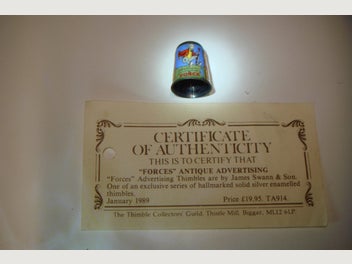 CERTIFICATE
OF AUTHENTICITY
THIS IS TO CERTIFY THAT
"FORCES" ANTIQUE ADVERTISING
"Forces" Advertising Thimbles are by James Swann & Son.
One of an exclusive series of hallmarked solid silver enamelled
thimbles.
January 1989 Price £19.95. TA914.
The Thimble Collectors' Guild, Thistle Mill, Biggar, ML12 6LP.